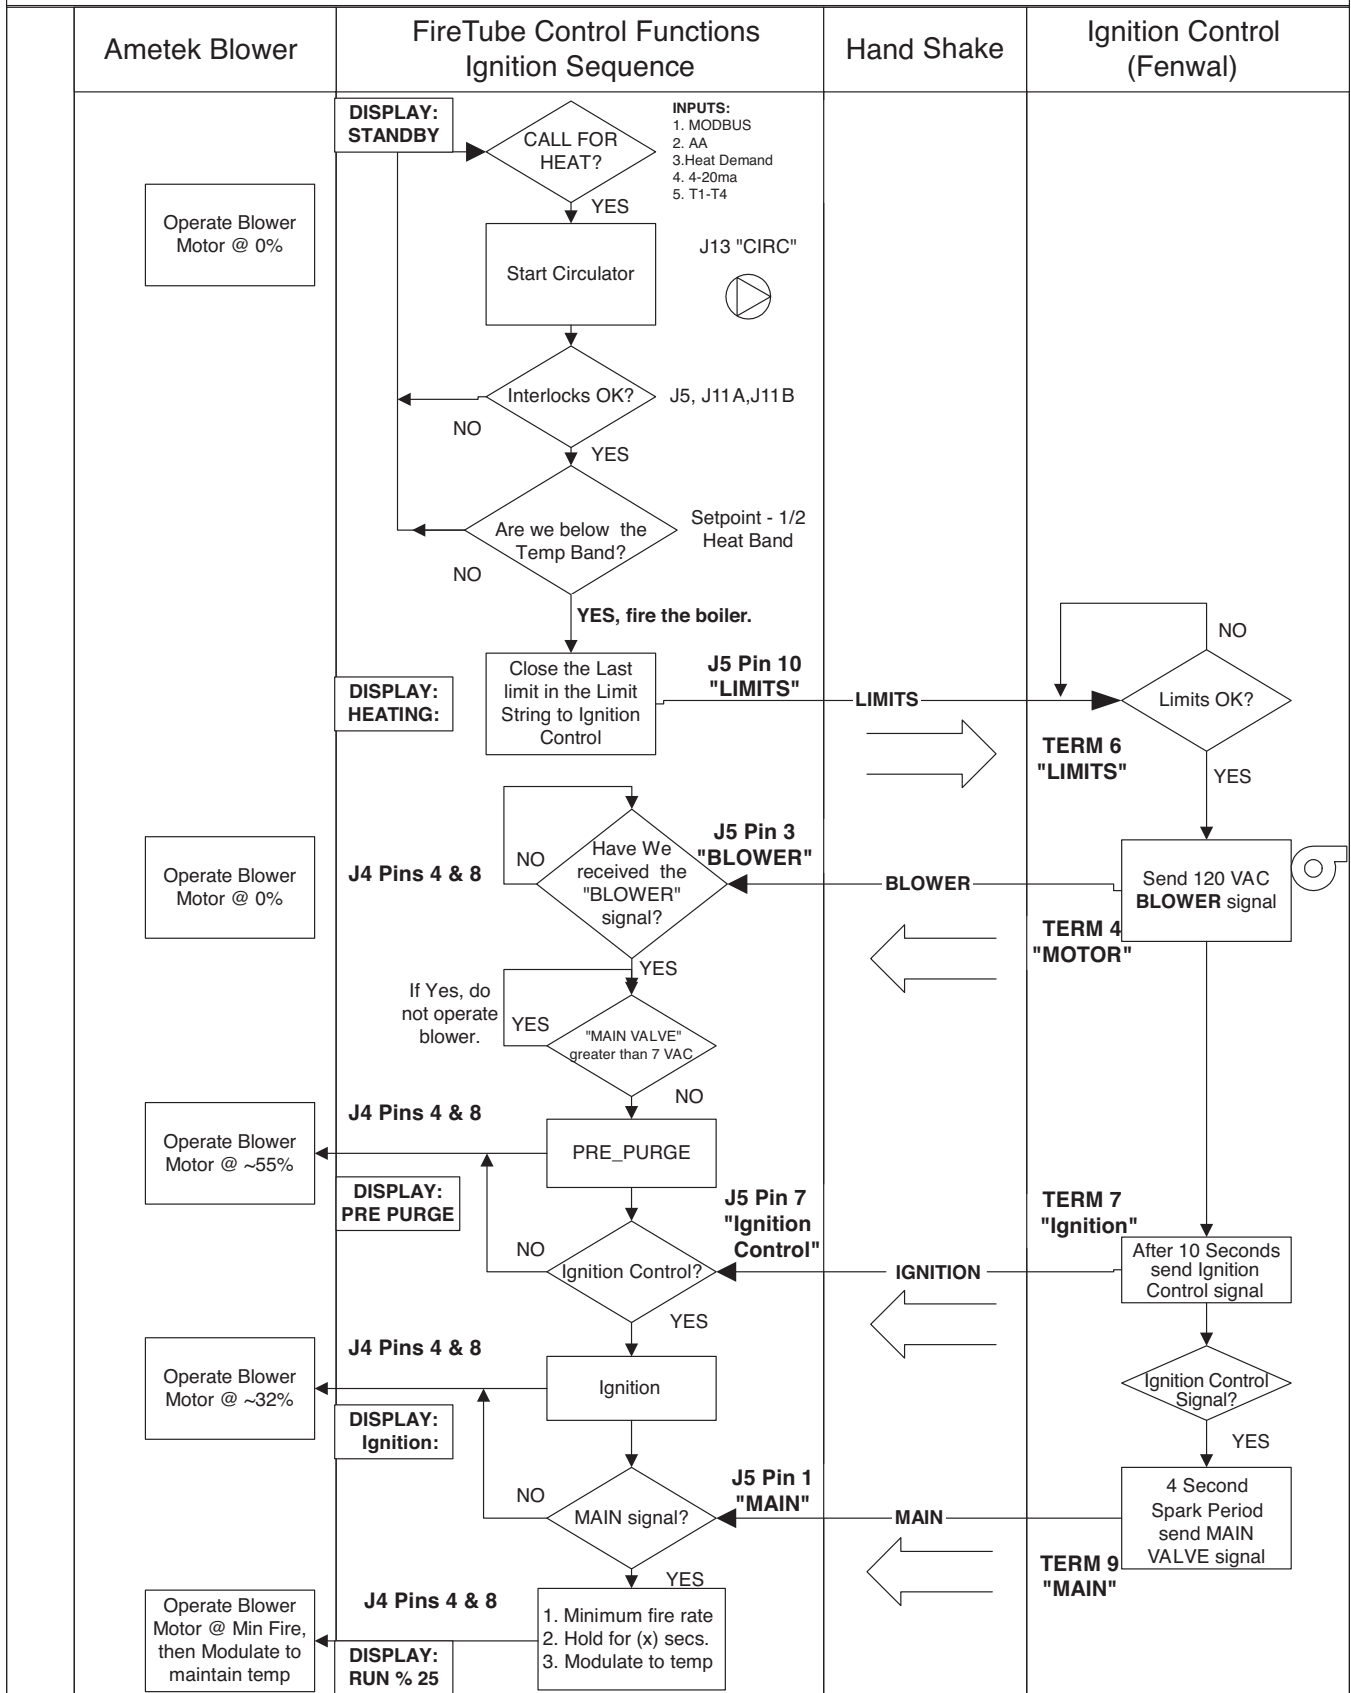 Ametek Blower
FireTube Control Functions
Ignition Sequence
Hand Shake
Ignition Control
(Fenwal)
DISPLAY:
STANDBY
CALL FOR
HEAT?
INPUTS:
1. MODBUS
2. AA
3.Heat Demand
4. 4-20ma
5. T1-T4
YES
Operate Blower
Motor @ 0%
Start Circulator
J13 "CIRC"
Interlocks OK?
J5, J11A,J11B
NO
YES
Are we below the
Temp Band?
Setpoint - 1/2
Heat Band
NO
YES, fire the boiler.
DISPLAY:
HEATING:
Close the Last
limit in the Limit
String to Ignition
Control
J5 Pin 10
"LIMITS"
LIMITS
NO
Limits OK?
TERM 6
"LIMITS"
YES
Operate Blower
Motor @ 0%
J4 Pins 4 & 8
NO
Have We
received the
"BLOWER"
signal?
J5 Pin 3
"BLOWER"
BLOWER
Send 120 VAC
BLOWER signal
TERM 4
"MOTOR"
YES
If Yes, do
not operate
blower.
YES
"MAIN VALVE"
greater than 7 VAC
NO
J4 Pins 4 & 8
Operate Blower
Motor @ ~55%
PRE_PURGE
DISPLAY:
PRE PURGE
J5 Pin 7
"Ignition
Control"
TERM 7
"Ignition"
NO
Ignition Control?
IGNITION
After 10 Seconds
send Ignition
Control signal
YES
J4 Pins 4 & 8
Operate Blower
Motor @ ~32%
Ignition
Ignition Control
Signal?
DISPLAY:
Ignition:
YES
J5 Pin 1
"MAIN"
NO
MAIN signal?
MAIN
4 Second
Spark Period
send MAIN
VALVE signal
TERM 9
"MAIN"
YES
J4 Pins 4 & 8
Operate Blower
Motor @ Min Fire,
then Modulate to
maintain temp
1. Minimum fire rate
2. Hold for (x) secs.
3. Modulate to temp
DISPLAY:
RUN % 25